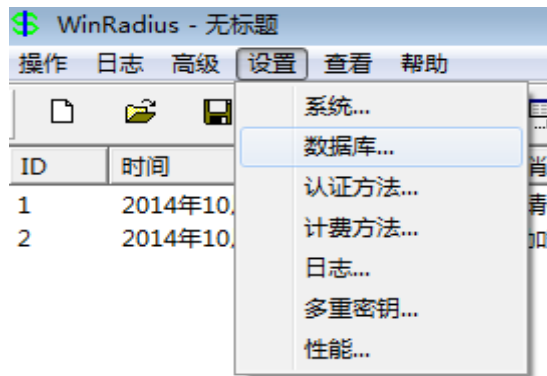 WinRadius - 无标题
操作 日志 高级 设置 查看 帮助
系统...
数据库...
认证方法...
计费方法...
日志...
多重密钥...
性能...
ID 时间
1 2014年10
2 2014年10